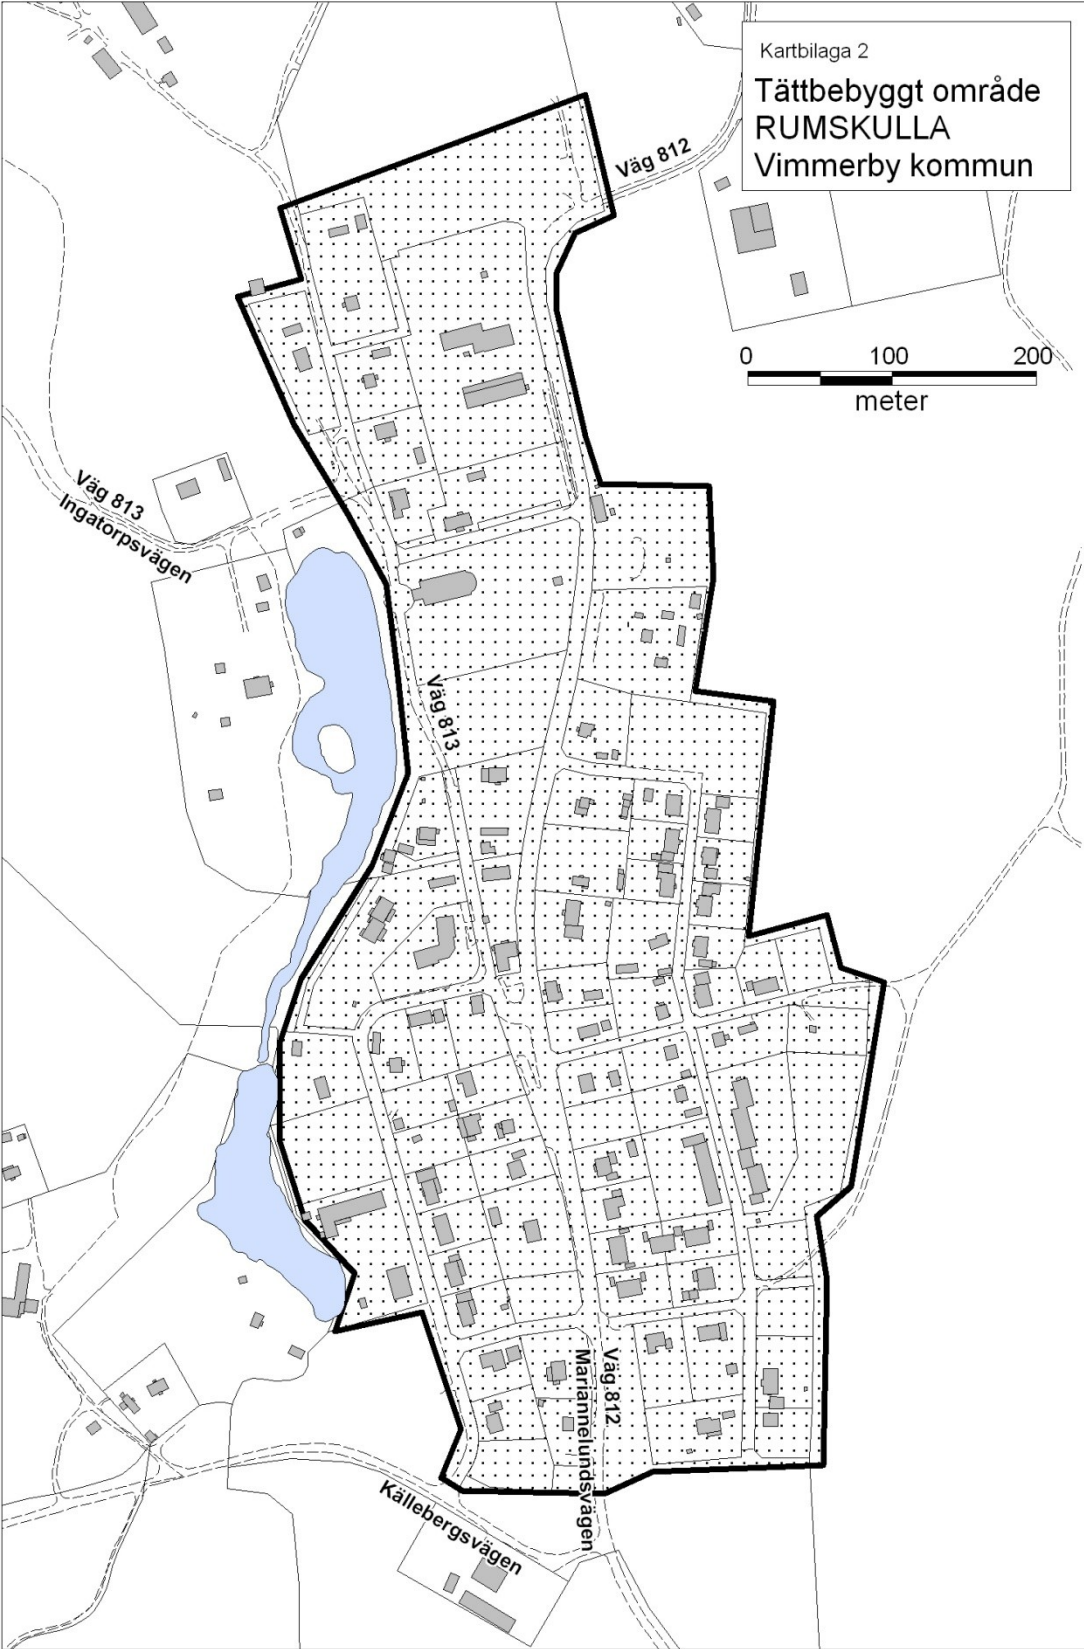 Kartbilaga 2
Tättbebyggt område
RUMSKULLA
Vimmerby kommun
Väg 812
0 100 200
meter
Väg 813
Ingatorpsvägen
Väg 813
Väg 812
Mariannelundsvägen
Källebergsvägen